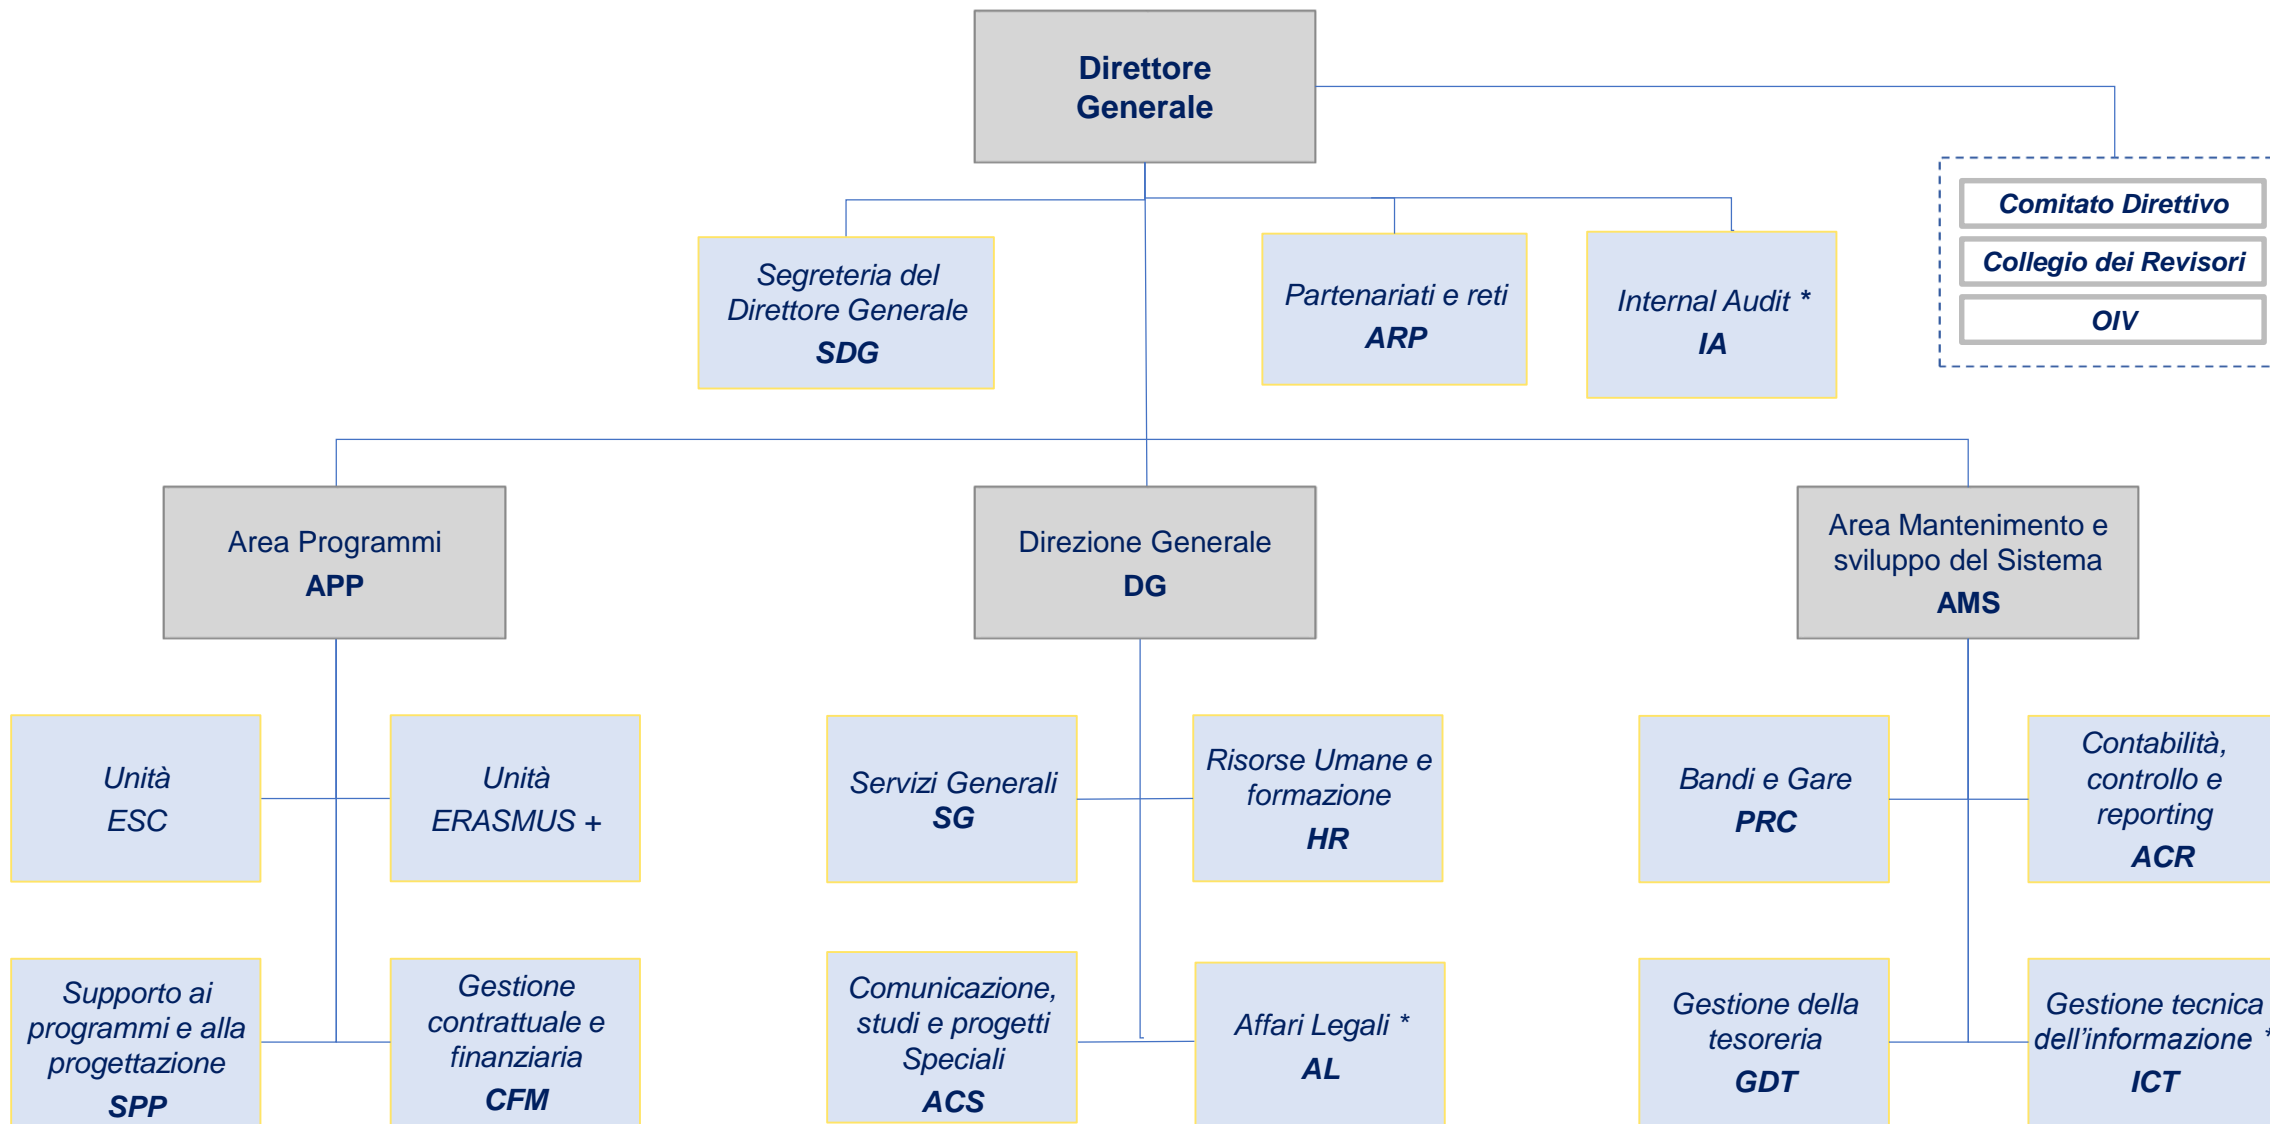 Direttore
Generale
Comitato Direttivo
Collegio dei Revisori
OIV
Segreteria del
Direttore Generale
SDG
Partenariati e reti
ARP
Internal Audit *
IA
Area Programmi
APP
Direzione Generale
DG
Area Mantenimento e
sviluppo del Sistema
AMS
Unità
ESC
Unità
ERASMUS +
Servizi Generali
SG
Risorse Umane e
formazione
HR
Bandi e Gare
PRC
Contabilità,
controllo e
reporting
ACR
Supporto ai
programmi e alla
progettazione
SPP
Gestione
contrattuale e
finanziaria
CFM
Comunicazione,
studi e progetti
Speciali
ACS
Affari Legali *
AL
Gestione della
tesoreria
GDT
Gestione tecnica
dell’informazione *
ICT